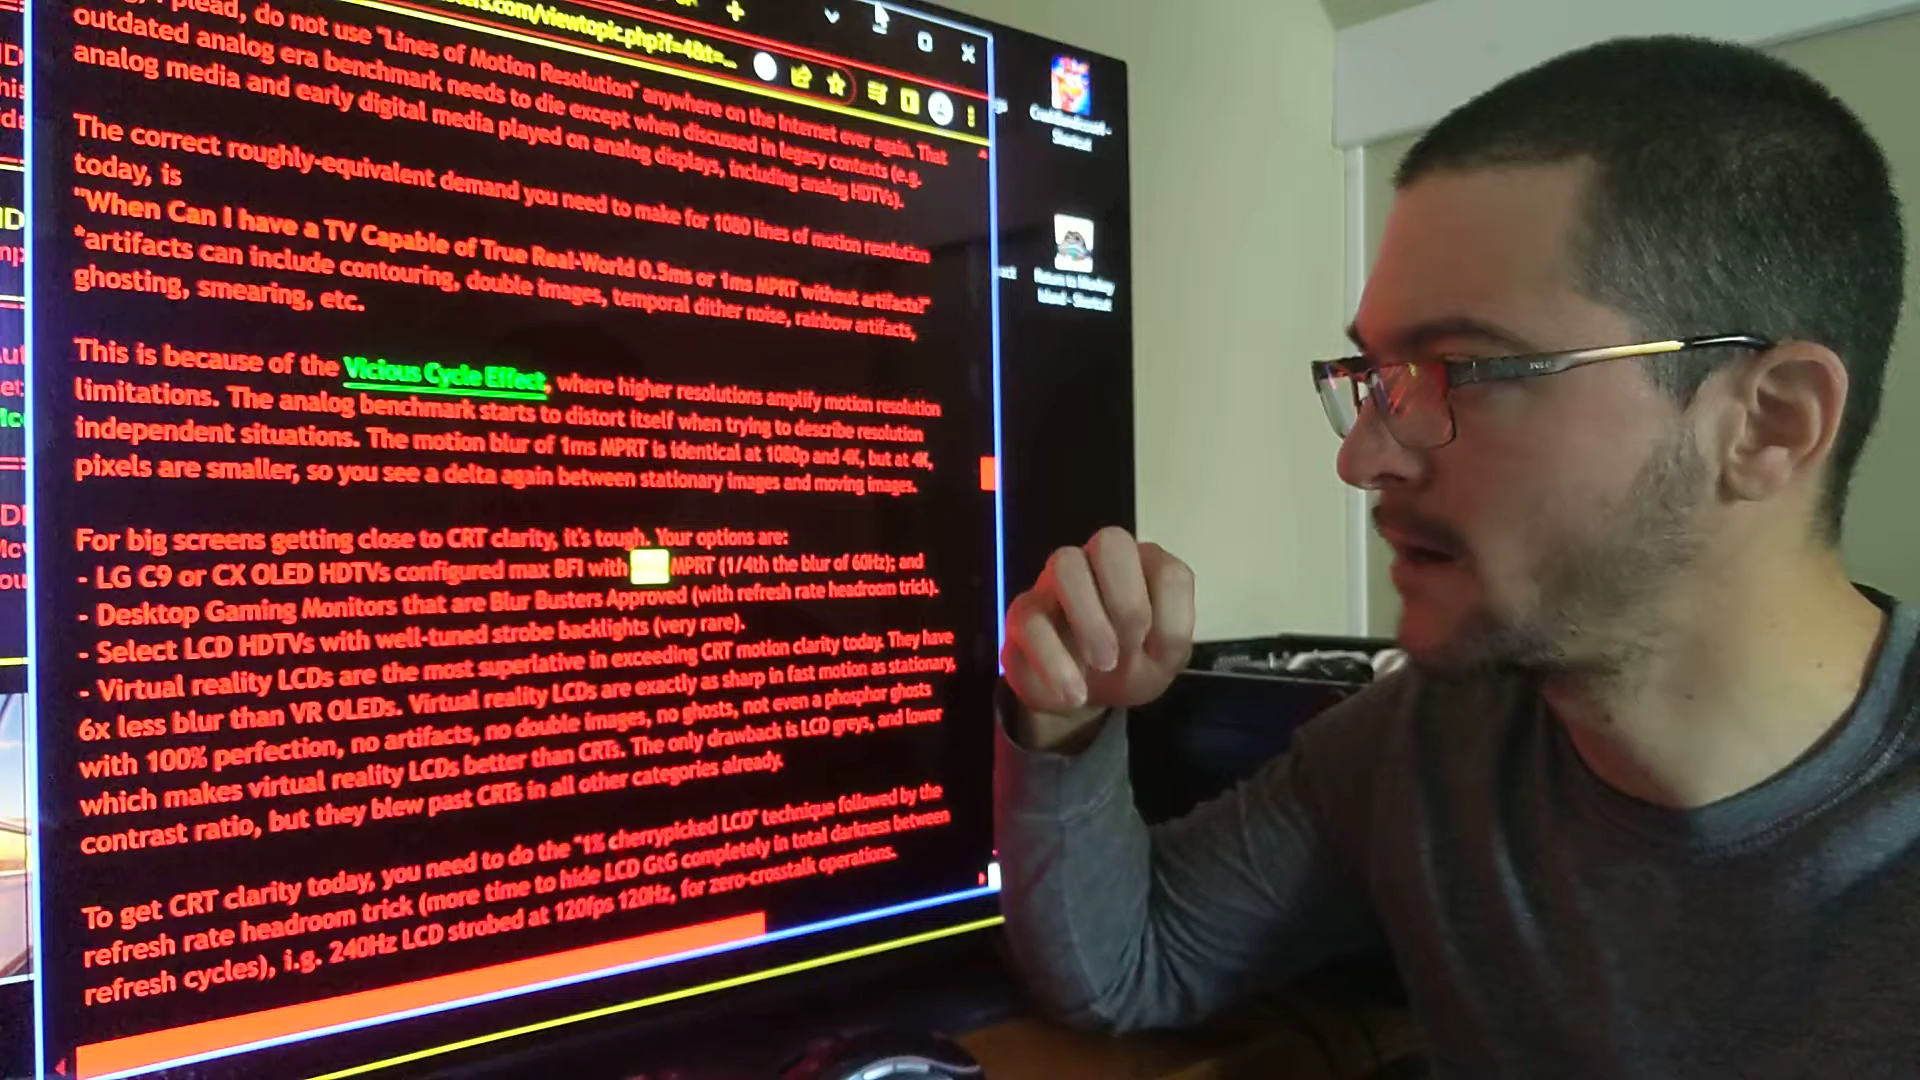 ters.com/viewtopic.php?f=4&t=...
plead, do not use "Lines of Motion Resolution" anywhere on the Internet ever again. That
outdated analog era benchmark needs to die except when discussed in legacy contexts (e.g.
analog media and early digital media played on analog displays, including analog HDTVs).
The correct roughly-equivalent demand you need to make for 1080 lines of motion resolution
today, is
"When Can I have a TV Capable of True Real-World 0.5ms or 1ms MPRT without artifacts?"
*artifacts can include contouring, double images, temporal dither noise, rainbow artifacts,
ghosting, smearing, etc.
This is because of the Vicious Cycle Effect, where higher resolutions amplify motion resolution
limitations. The analog benchmark starts to distort itself when trying to describe resolution
independent situations. The motion blur of 1ms MPRT is identical at 1080p and 4K, but at 4K,
pixels are smaller, so you see a delta again between stationary images and moving images.
For big screens getting close to CRT clarity, it's tough. Your options are:
- LG C9 or CX OLED HDTVs configured max BFI with MPRT (1/4th the blur of 60Hz); and
- Desktop Gaming Monitors that are Blur Busters Approved (with refresh rate headroom trick).
- Select LCD HDTVs with well-tuned strobe backlights (very rare).
- Virtual reality LCDs are the most superlative in exceeding CRT motion clarity today. They have
6x less blur than VR OLEDs. Virtual reality LCDs are exactly as sharp in fast motion as stationary,
with 100% perfection, no artifacts, no double images, no ghosts, not even a phosphor ghosts
which makes virtual reality LCDs better than CRTs. The only drawback is LCD greys, and lower
contrast ratio, but they blew past CRTs in all other categories already.
To get CRT clarity today, you need to do the "1% cherrypicked LCD" technique followed by the
refresh rate headroom trick (more time to hide LCD GtG completely in total darkness between
refresh cycles), i.g. 240Hz LCD strobed at 120fps 120Hz, for zero-crosstalk operations.
Shortcut
Return to Monkey
Island - Shortcut